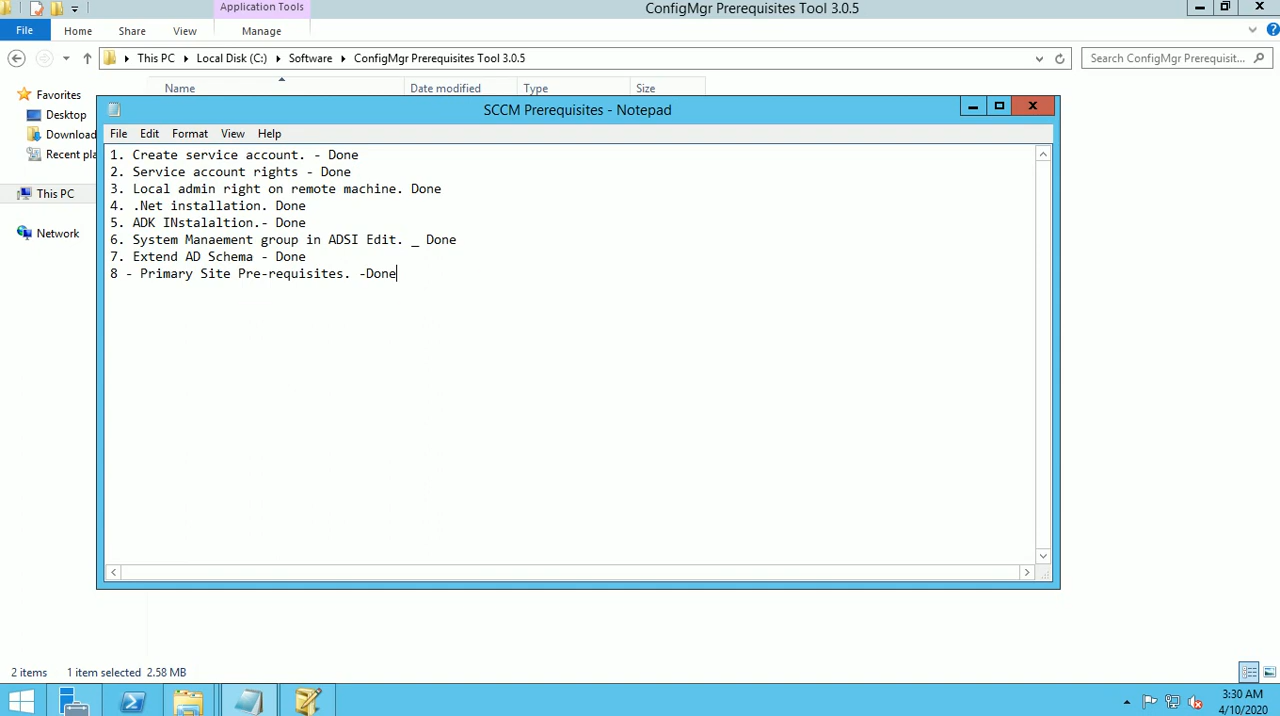 Application Tools
ConfigMgr Prerequisites Tool 3.0.5
File Home Share View Manage
This PC Local Disk (C:) Software ConfigMgr Prerequisites Tool 3.0.5
Search ConfigMgr Prerequisit...
Name Date modified Type Size
Favorites
Desktop
Download
Recent pla
This PC
Network
SCCM Prerequisites - Notepad
File Edit Format View Help
1. Create service account. - Done
2. Service account rights - Done
3. Local admin right on remote machine. Done
4. .Net installation. Done
5. ADK INstalaltion.- Done
6. System Manaement group in ADSI Edit. _ Done
7. Extend AD Schema - Done
8 - Primary Site Pre-requisites. -Done
2 items 1 item selected 2.58 MB
3:30 AM
4/10/2020